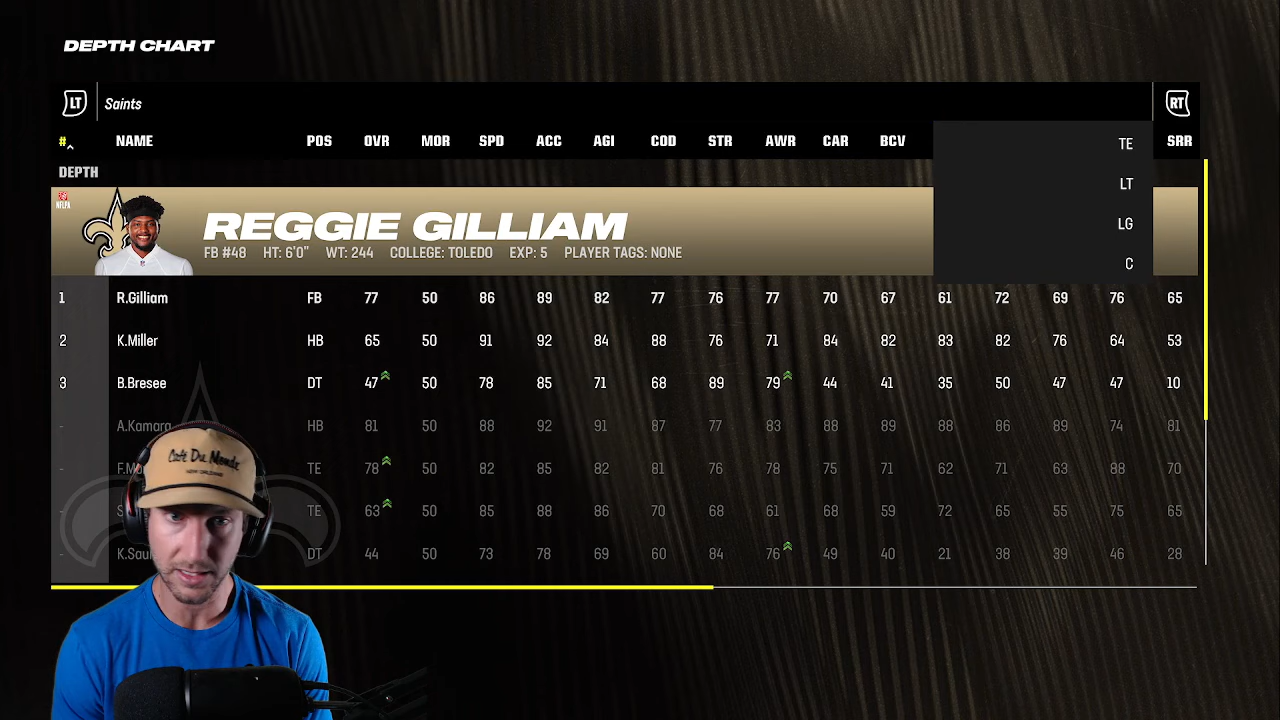 DEPTH CHART
LT Saints RT
# NAME POS OVR MOR SPD ACC AGI COD STR AWR CAR BCV SRR
TE
LT
LG
C
DEPTH
NFLPA
REGGIE GILLIAM
FB #48 HT: 6'0" WT: 244 COLLEGE: TOLEDO EXP: 5 PLAYER TAGS: NONE
1 R.Gilliam FB 77 50 86 89 82 77 76 77 70 67 61 72 69 76 65
2 K.Miller HB 65 50 91 92 84 88 76 71 84 82 83 82 76 64 53
3 B.Bresee DT 47 50 78 85 71 68 89 79 44 41 35 50 47 47 10
- A.Kamara HB 81 50 88 92 91 87 77 83 88 89 88 86 89 74 81
- TE 78 50 82 85 82 81 76 78 75 71 62 71 63 88 70
- TE 63 50 85 88 86 70 68 61 68 59 72 65 55 75 65
- DT 44 50 73 78 69 60 84 76 49 40 21 38 39 46 28
Café Du Monde
NEW ORLEANS